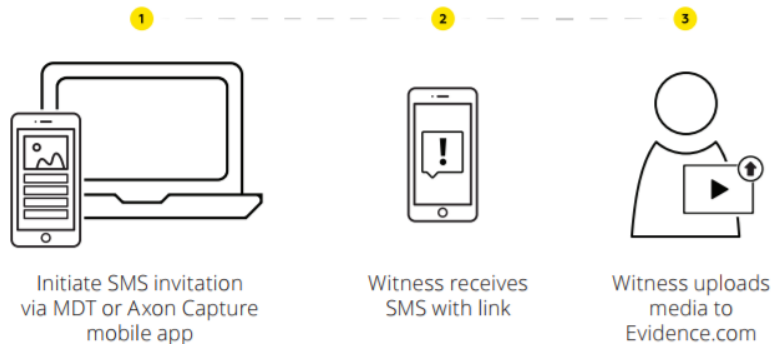 1
2
3
!
Initiate SMS invitation
via MDT or Axon Capture
mobile app
Witness receives
SMS with link
Witness uploads
media to
Evidence.com